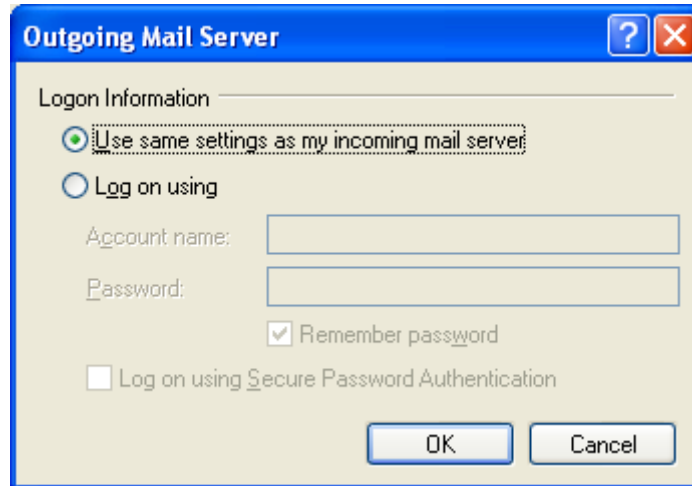 Outgoing Mail Server
Logon Information
Use same settings as my incoming mail server
Log on using
Account name:
Password:
Remember password
Log on using Secure Password Authentication
OK Cancel